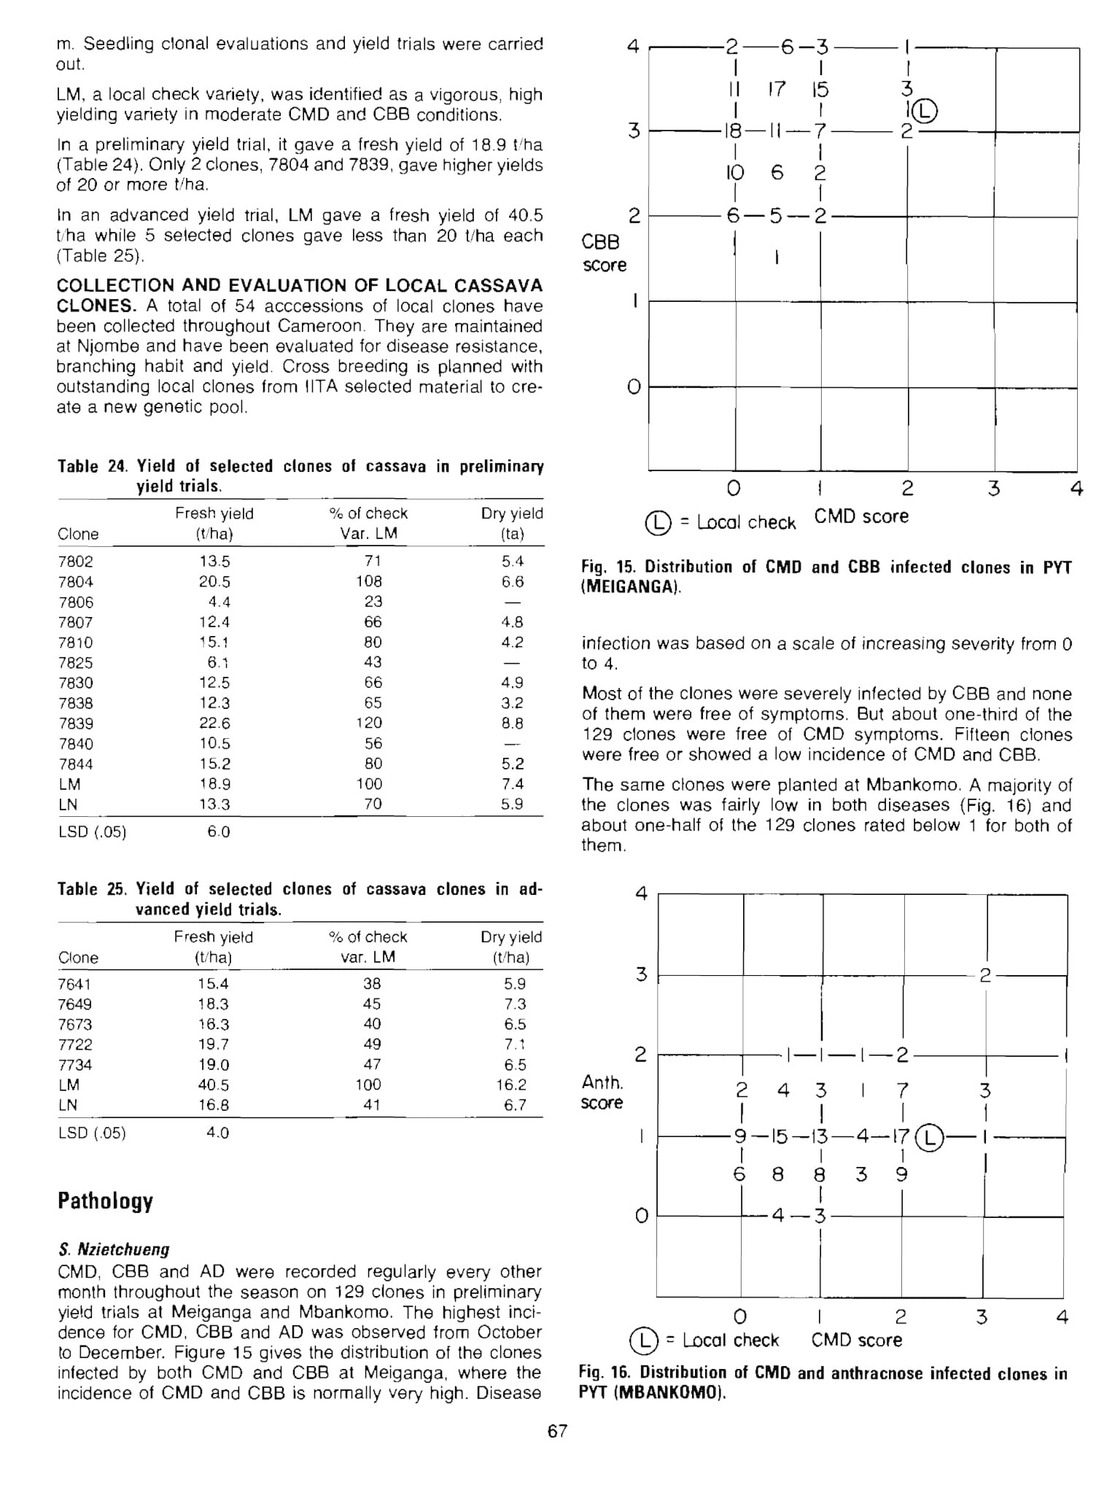 m. Seedling clonal evaluations and yield trials were carried
out.
LM, a local check variety, was identified as a vigorous, high
yielding variety in moderate CMD and CBB conditions.
In a preliminary yield trial, it gave a fresh yield of 18.9 t/ha
(Table 24). Only 2 clones, 7804 and 7839, gave higher yields
of 20 or more t/ha.
In an advanced yield trial, LM gave a fresh yield of 40.5
t/ha while 5 selected clones gave less than 20 t/ha each
(Table 25).
COLLECTION AND EVALUATION OF LOCAL CASSAVA
CLONES. A total of 54 acccessions of local clones have
been collected throughout Cameroon. They are maintained
at Njombe and have been evaluated for disease resistance,
branching habit and yield. Cross breeding is planned with
outstanding local clones from IITA selected material to cre-
ate a new genetic pool.
Table 24. Yield of selected clones of cassava in preliminary
yield trials.
Fresh yield % of check Dry yield
Clone (t/ha) Var. LM (ta)
7802 13.5 71 5.4
7804 20.5 108 6.6
7806 4.4 23 —
7807 12.4 66 4.8
7810 15.1 80 4.2
7825 6.1 43 —
7830 12.5 66 4.9
7838 12.3 65 3.2
7839 22.6 120 8.8
7840 10.5 56 —
7844 15.2 80 5.2
LM 18.9 100 7.4
LN 13.3 70 5.9
LSD (.05) 6.0
Table 25. Yield of selected clones of cassava clones in ad-
vanced yield trials.
Fresh yield % of check Dry yield
Clone (t/ha) var. LM (t/ha)
7641 15.4 38 5.9
7649 18.3 45 7.3
7673 16.3 40 6.5
7722 19.7 49 7.1
7734 19.0 47 6.5
LM 40.5 100 16.2
LN 16.8 41 6.7
LSD (.05) 4.0
Pathology
S. Nzietchueng
CMD, CBB and AD were recorded regularly every other
month throughout the season on 129 clones in preliminary
yield trials at Meiganga and Mbankomo. The highest inci-
dence for CMD, CBB and AD was observed from October
to December. Figure 15 gives the distribution of the clones
infected by both CMD and CBB at Meiganga, where the
incidence of CMD and CBB is normally very high. Disease
4 2 6 3 1
11 17 15 3
1 L
3 18 11 7 2
10 6 2
2 6 5 2
CBB
score 1
1
0
0 1 2 3 4
L = Local check CMD score
Fig. 15. Distribution of CMD and CBB infected clones in PYT
(MEIGANGA).
infection was based on a scale of increasing severity from 0
to 4.
Most of the clones were severely infected by CBB and none
of them were free of symptoms. But about one-third of the
129 clones were free of CMD symptoms. Fifteen clones
were free or showed a low incidence of CMD and CBB.
The same clones were planted at Mbankomo. A majority of
the clones was fairly low in both diseases (Fig. 16) and
about one-half of the 129 clones rated below 1 for both of
them.
4
3 2
2 1 1 1 2 1
Anth.
score
2 4 3 1 7 3
1 9 15 13 4 17 L 1
6 8 8 3 9
0 4 3
0 1 2 3 4
L = Local check CMD score
Fig. 16. Distribution of CMD and anthracnose infected clones in
PYT (MBANKOMO).
67